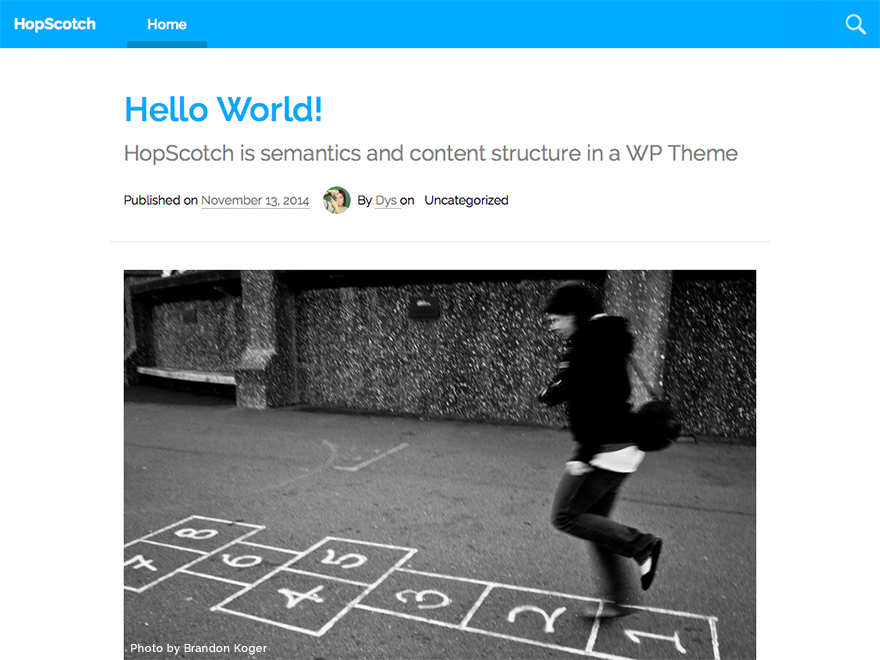 HopScotch Home
Hello World!
HopScotch is semantics and content structure in a WP Theme
Published on November 13, 2014 By Dys on Uncategorized
8
7 6 5
4 3 2 1
Photo by Brandon Koger